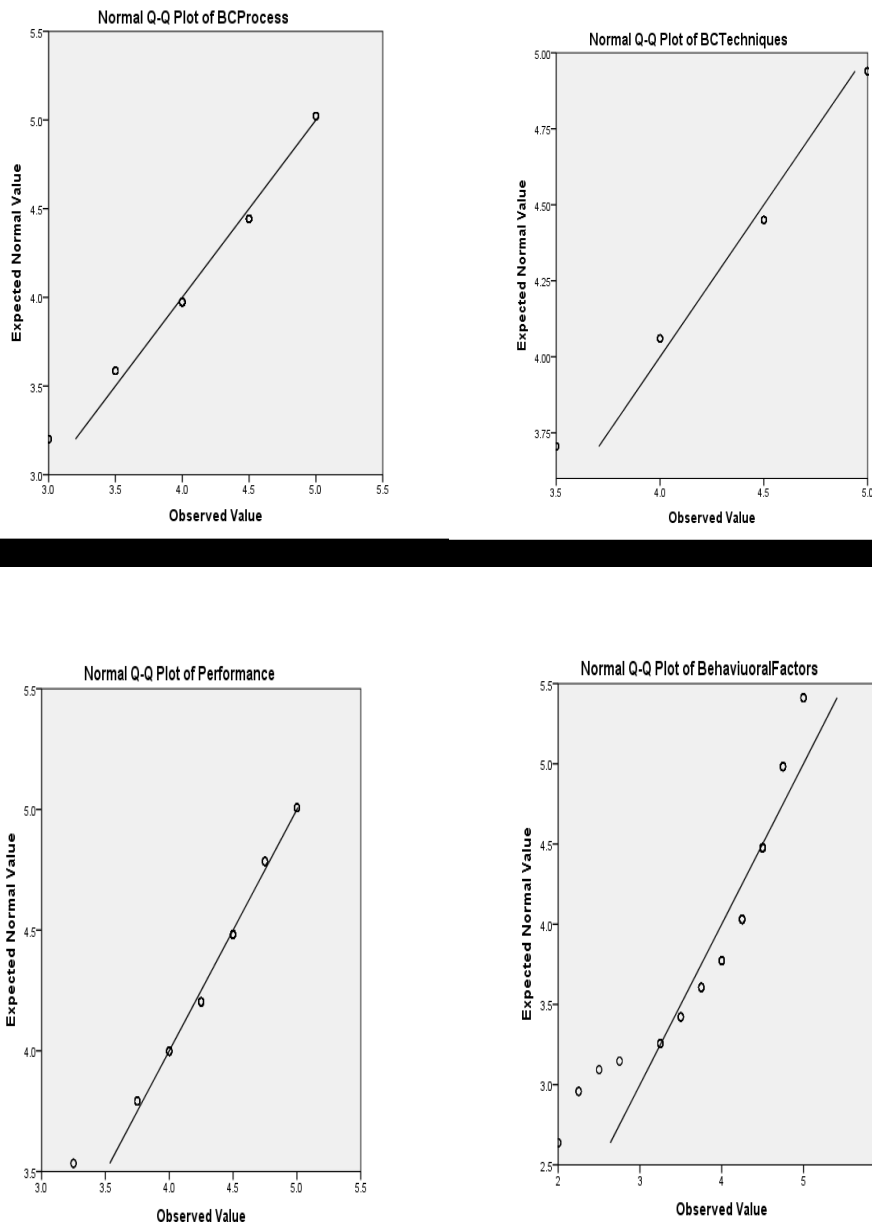 Normal Q-Q Plot of BCProcess
5.5
5.0
4.5
4.0
3.5
3.0
Expected Normal Value
3.0 3.5 4.0 4.5 5.0 5.5
Observed Value
Normal Q-Q Plot of BCTechniques
5.00
4.75
4.50
4.25
4.00
3.75
Expected Normal Value
3.5 4.0 4.5 5.0
Observed Value
Normal Q-Q Plot of Performance
5.5
5.0
4.5
4.0
3.5
Expected Normal Value
3.0 3.5 4.0 4.5 5.0 5.5
Observed Value
Normal Q-Q Plot of BehaviuoralFactors
5.5
5.0
4.5
4.0
3.5
3.0
2.5
Expected Normal Value
2 3 4 5
Observed Value